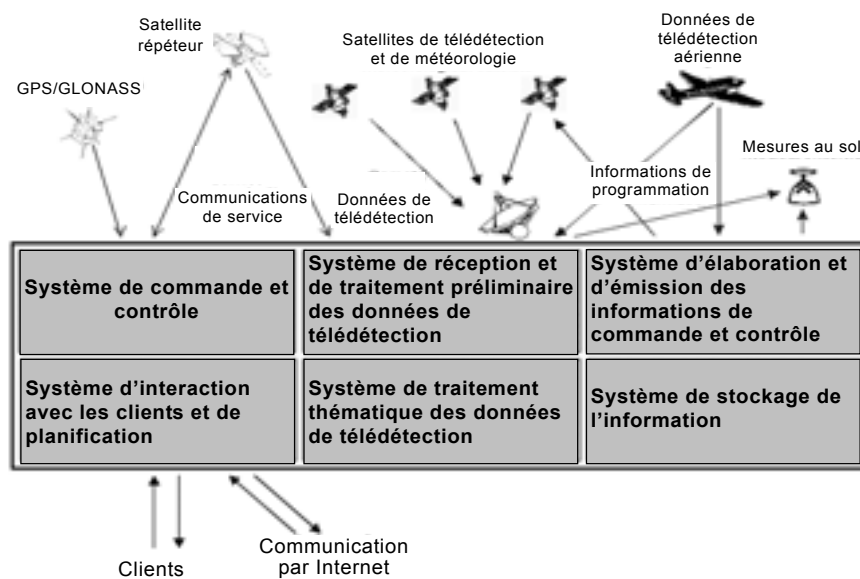 Satellite
répéteur
Satellites de télédétection
et de météorologie
Données de
télédétection
aérienne
GPS/GLONASS
Mesures au sol
Communications
de service
Données de
télédétection
Informations de
programmation
Système de commande et
contrôle
Système de réception et
de traitement préliminaire
des données de
télédétection
Système d’élaboration et
d’émission des
informations de
commande et contrôle
Système d’interaction
avec les clients et de
planification
Système de traitement
thématique des données
de télédétection
Système de stockage de
l’information
Clients
Communication
par Internet